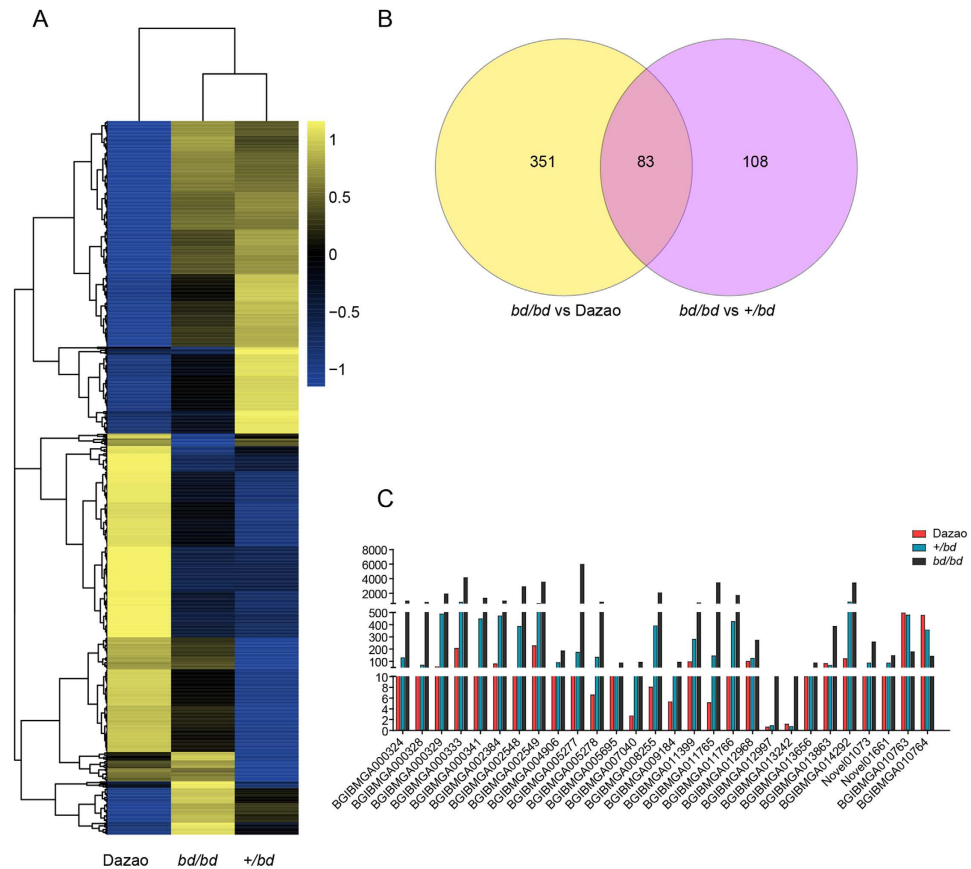 A
1
0.5
0
−0.5
−1
Dazao bd/bd +/bd
B
351 83 108
bd/bd vs Dazao bd/bd vs +/bd
C
Dazao
+/bd
bd/bd
8000
6000
4000
2000
500
400
300
200
100
10
8
6
4
2
0
BGIBMGA000324
BGIBMGA000328
BGIBMGA000329
BGIBMGA000333
BGIBMGA000341
BGIBMGA002384
BGIBMGA002548
BGIBMGA002549
BGIBMGA004906
BGIBMGA005277
BGIBMGA005278
BGIBMGA005695
BGIBMGA007040
BGIBMGA008255
BGIBMGA009184
BGIBMGA011399
BGIBMGA011765
BGIBMGA011766
BGIBMGA012968
BGIBMGA012997
BGIBMGA013242
BGIBMGA013656
BGIBMGA013863
BGIBMGA014292
Novel01073
Novel01661
BGIBMGA010763
BGIBMGA010764